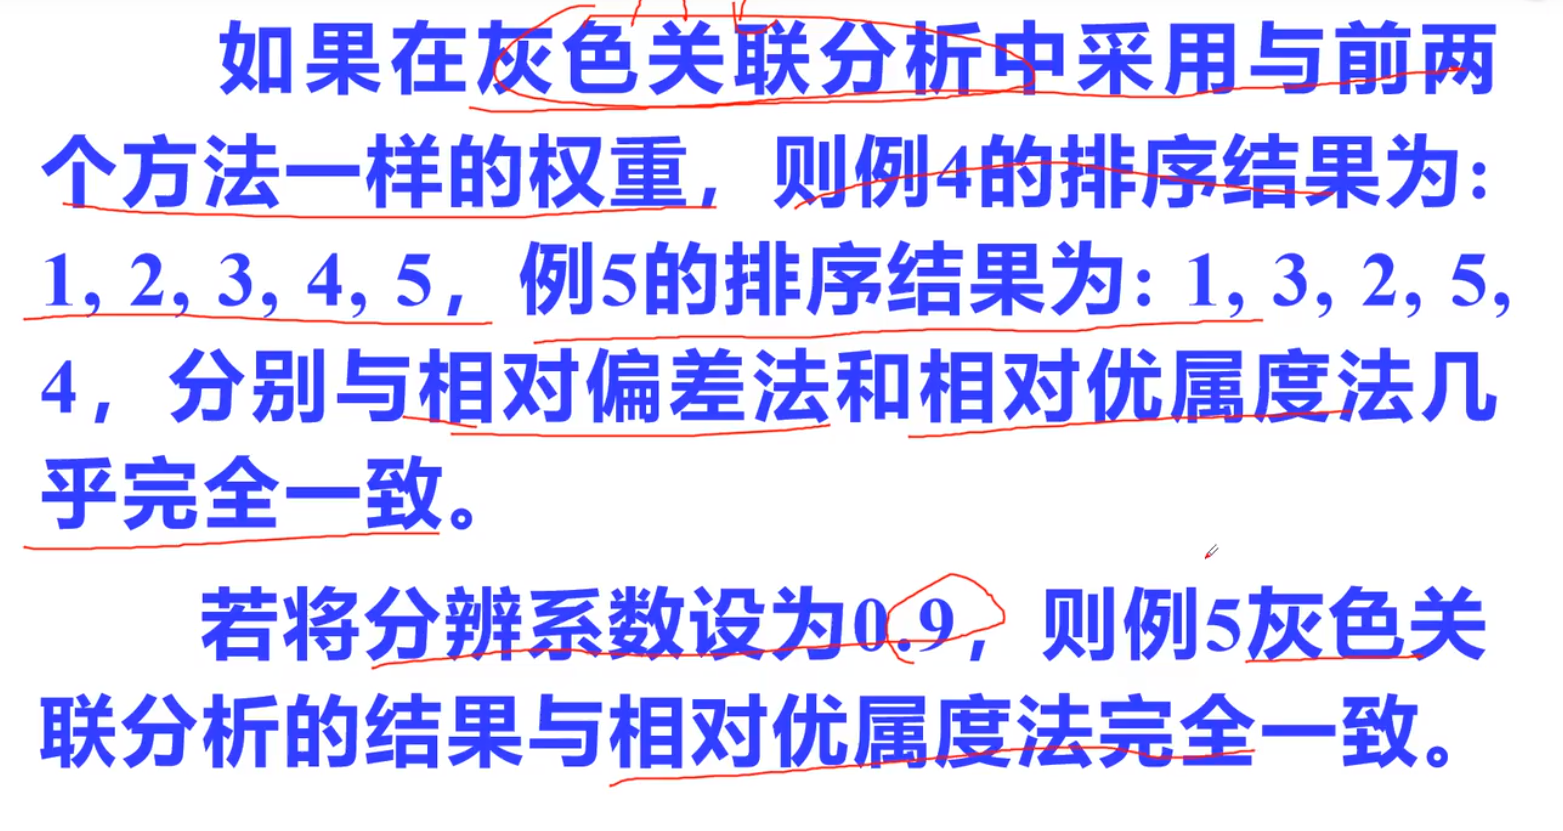 如果在灰色关联分析中采用与前两
个方法一样的权重，则例4的排序结果为:
1, 2, 3, 4, 5，例5的排序结果为: 1, 3, 2, 5,
4，分别与相对偏差法和相对优属度法几
乎完全一致。
若将分辨系数设为0.9，则例5灰色关
联分析的结果与相对优属度法完全一致。